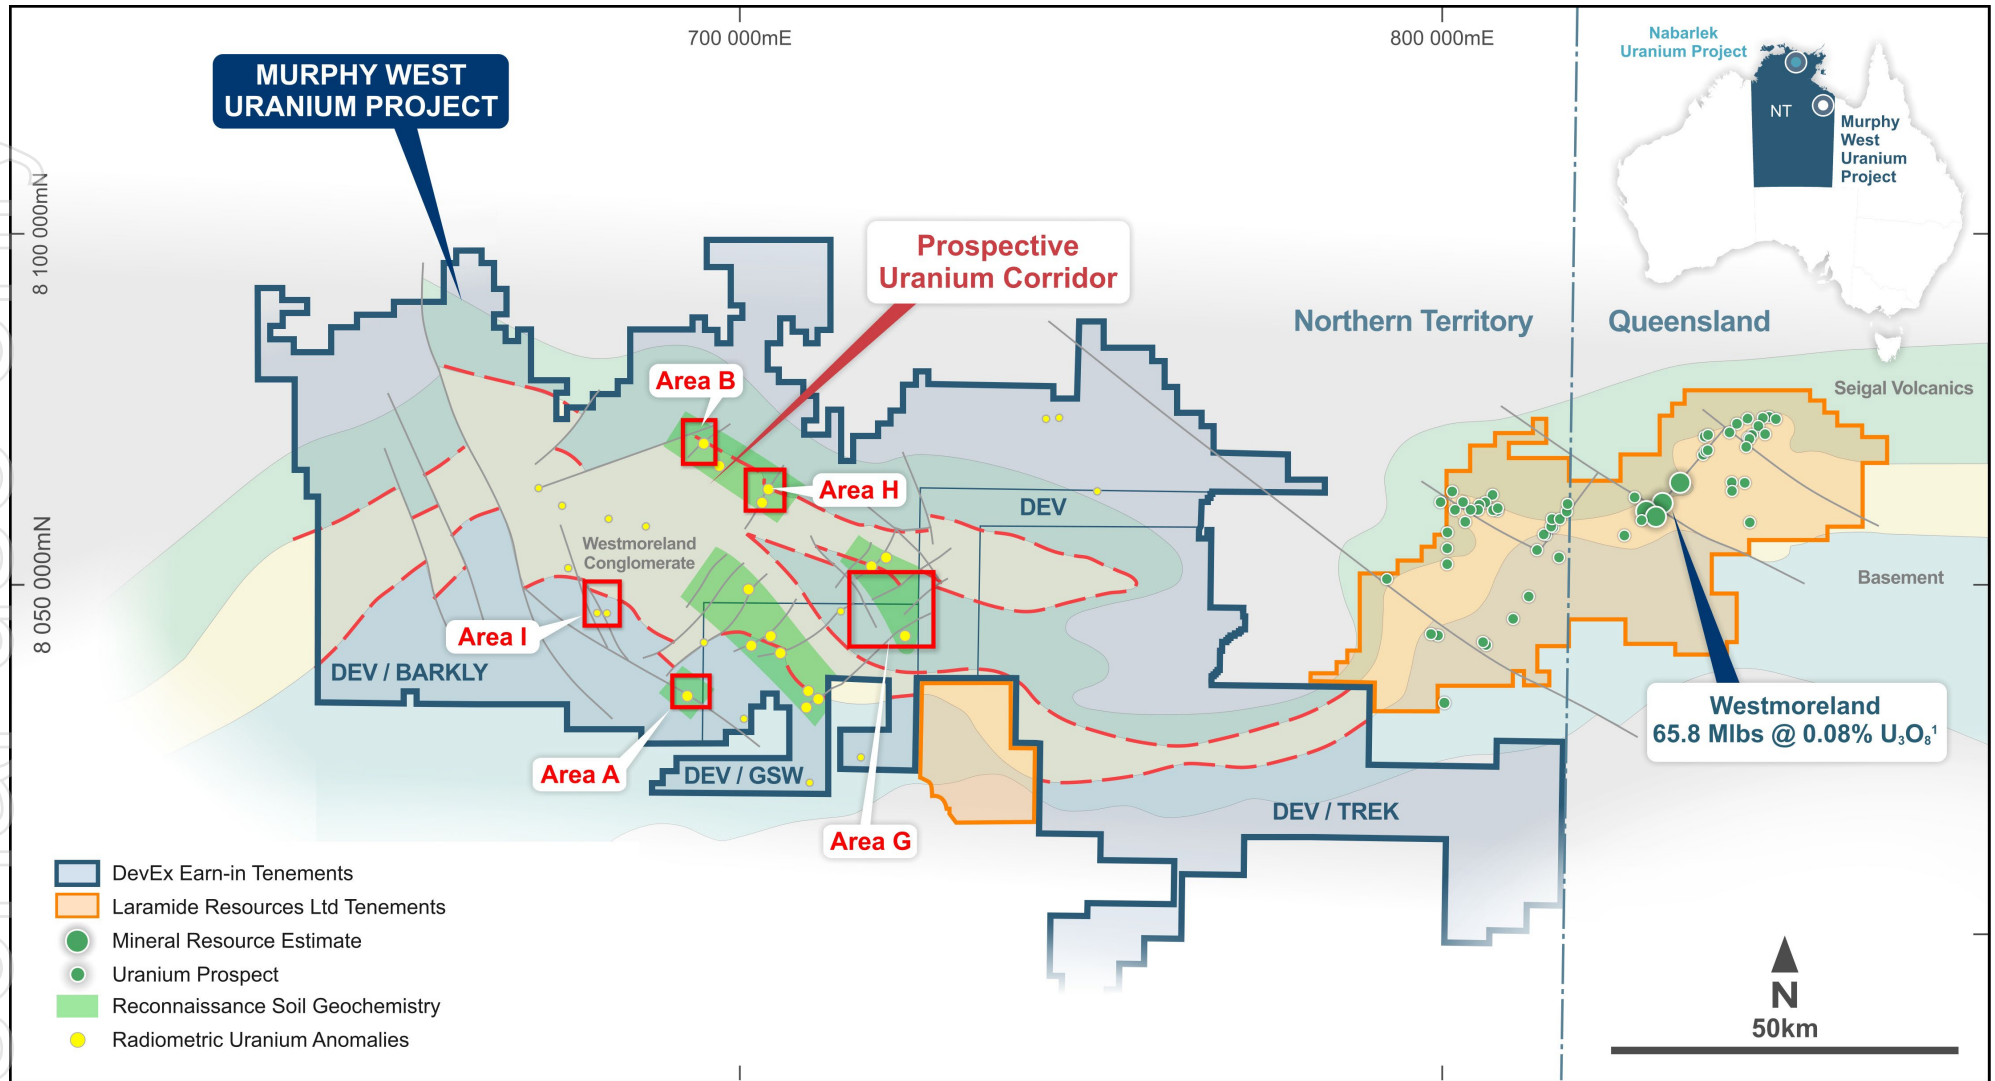 700 000mE
800 000mE
MURPHY WEST
URANIUM PROJECT
Nabarlek
Uranium Project
NT
Murphy
West
Uranium
Project
8 100 000mN
Prospective
Uranium Corridor
Northern Territory
Queensland
Area B
Seigal Volcanics
Area H
DEV
Westmoreland
Conglomerate
Basement
8 050 000mN
Area I
DEV / BARKLY
Westmoreland
65.8 Mlbs @ 0.08% U₃O₈¹
Area A
DEV / GSW
DEV / TREK
Area G
DevEx Earn-in Tenements
Laramide Resources Ltd Tenements
Mineral Resource Estimate
Uranium Prospect
Reconnaissance Soil Geochemistry
Radiometric Uranium Anomalies
N
50km